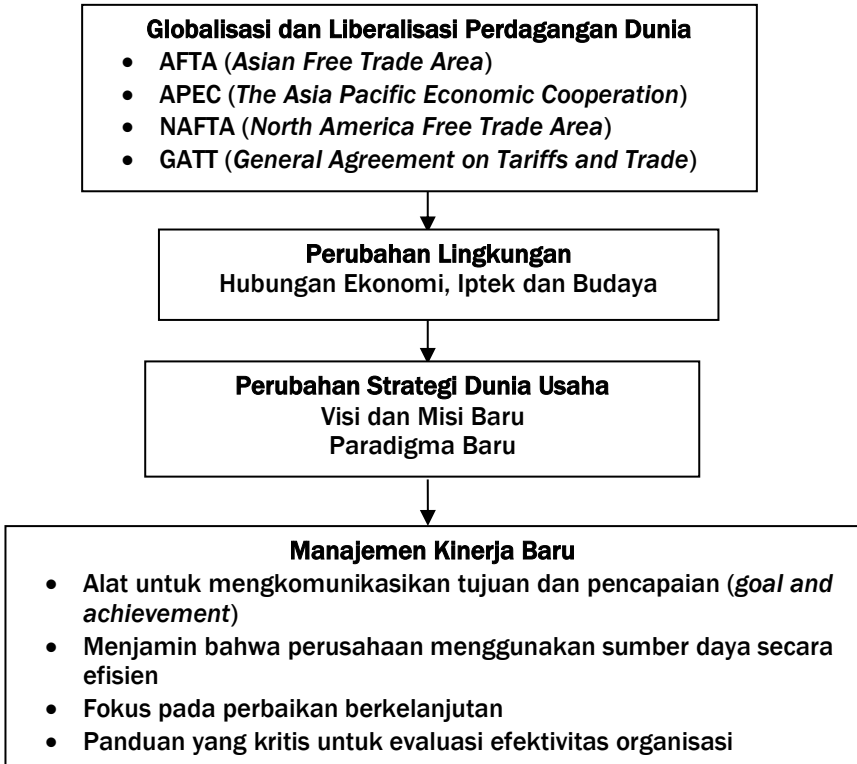 Globalisasi dan Liberalisasi Perdagangan Dunia
• AFTA (Asian Free Trade Area)
• APEC (The Asia Pacific Economic Cooperation)
• NAFTA (North America Free Trade Area)
• GATT (General Agreement on Tariffs and Trade)
Perubahan Lingkungan
Hubungan Ekonomi, Iptek dan Budaya
Perubahan Strategi Dunia Usaha
Visi dan Misi Baru
Paradigma Baru
Manajemen Kinerja Baru
• Alat untuk mengkomunikasikan tujuan dan pencapaian (goal and
achievement)
• Menjamin bahwa perusahaan menggunakan sumber daya secara
efisien
• Fokus pada perbaikan berkelanjutan
• Panduan yang kritis untuk evaluasi efektivitas organisasi